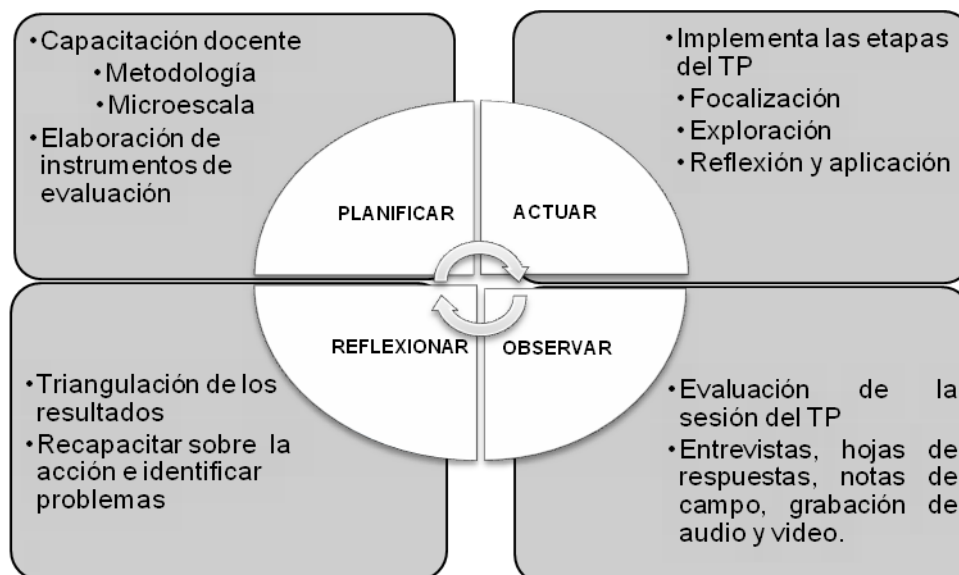 • Capacitación docente
• Metodología
• Microescala
• Elaboración de
instrumentos de
evaluación
• Implementa las etapas
del TP
• Focalización
• Exploración
• Reflexión y aplicación
PLANIFICAR
ACTUAR
REFLEXIONAR
OBSERVAR
• Triangulación de los
resultados
• Recapacitar sobre la
acción e identificar
problemas
• Evaluación de la
sesión del TP
• Entrevistas, hojas de
respuestas, notas de
campo, grabación de
audio y video.